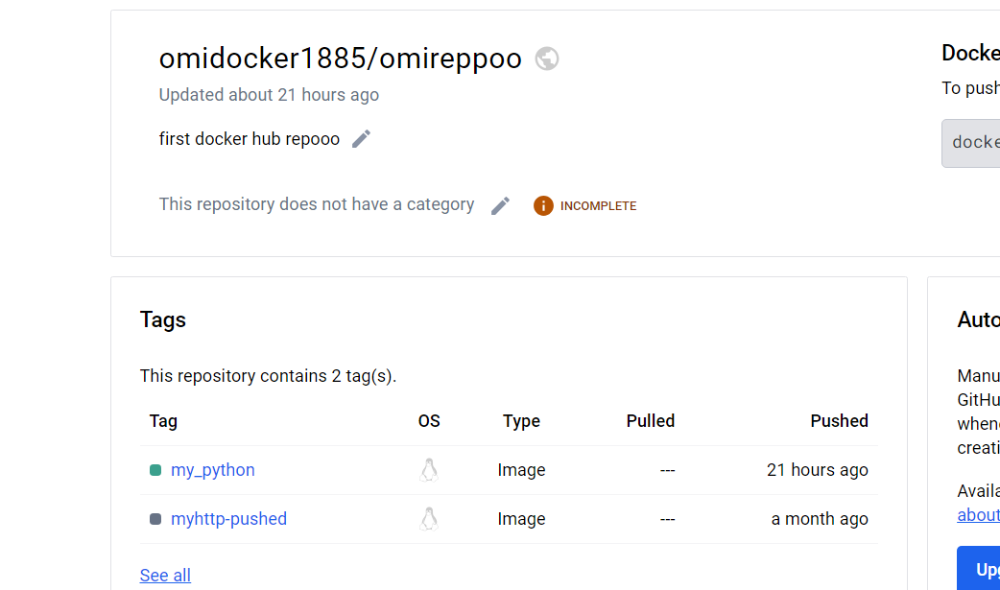 omidocker1885/omireppoo
Updated about 21 hours ago
first docker hub repooo
This repository does not have a category
INCOMPLETE
Docke
To push
docke
Tags
This repository contains 2 tag(s).
Tag OS Type Pulled Pushed
my_python Image --- 21 hours ago
myhttp-pushed Image --- a month ago
See all
Auto
Manu
GitHu
when
creati
Availa
about
Upg